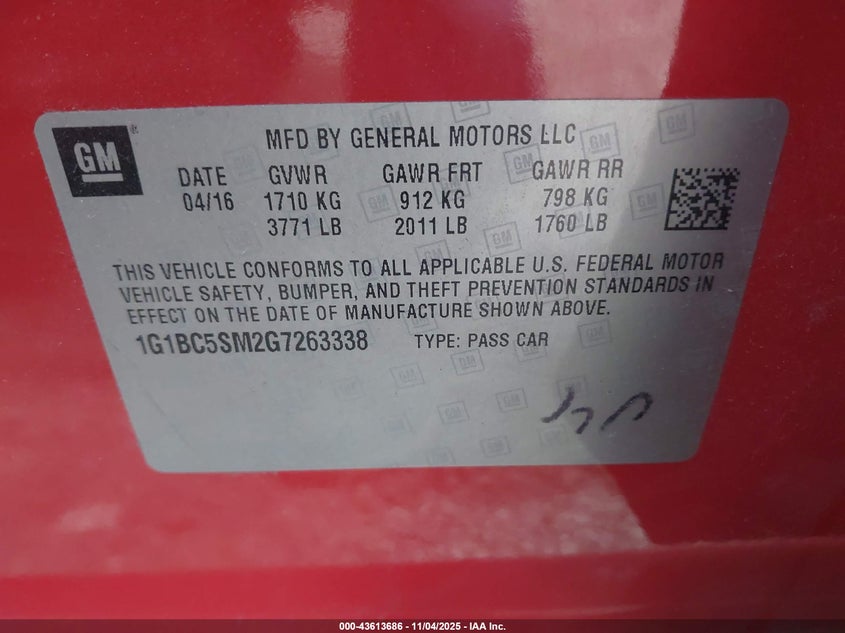 GM
MFD BY GENERAL MOTORS LLC
DATE GVWR GAWR FRT GAWR RR
04/16 1710 KG 912 KG 798 KG
3771 LB 2011 LB 1760 LB
THIS VEHICLE CONFORMS TO ALL APPLICABLE U.S. FEDERAL MOTOR
VEHICLE SAFETY, BUMPER, AND THEFT PREVENTION STANDARDS IN
EFFECT ON THE DATE OF MANUFACTURE SHOWN ABOVE.
1G1BC5SM2G7263338 TYPE: PASS CAR
000-43613686 - 11/04/2025 - IAA Inc.